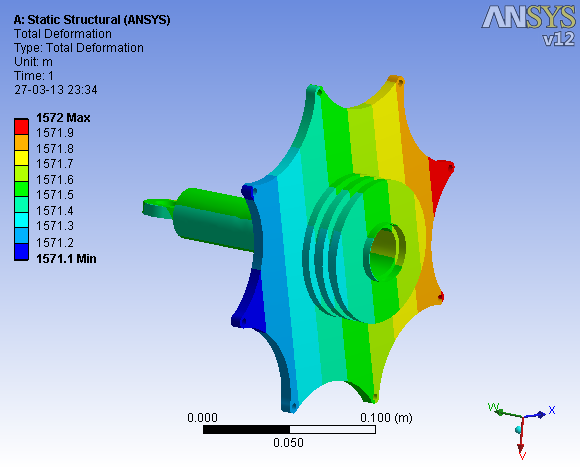 A: Static Structural (ANSYS)
Total Deformation
Type: Total Deformation
Unit: m
Time: 1
27-03-13 23:34
ANSYS
v12
1572 Max
1571.9
1571.8
1571.7
1571.6
1571.5
1571.4
1571.3
1571.2
1571.1 Min
0.000
0.100 (m)
0.050
X